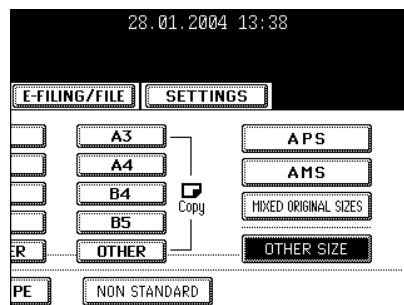 28.01.2004 13:38
E-FILING/FILE SETTINGS
A3 APS
A4 AMS
B4 Copy MIXED ORIGINAL SIZES
B5
ER OTHER OTHER SIZE
PE NON STANDARD